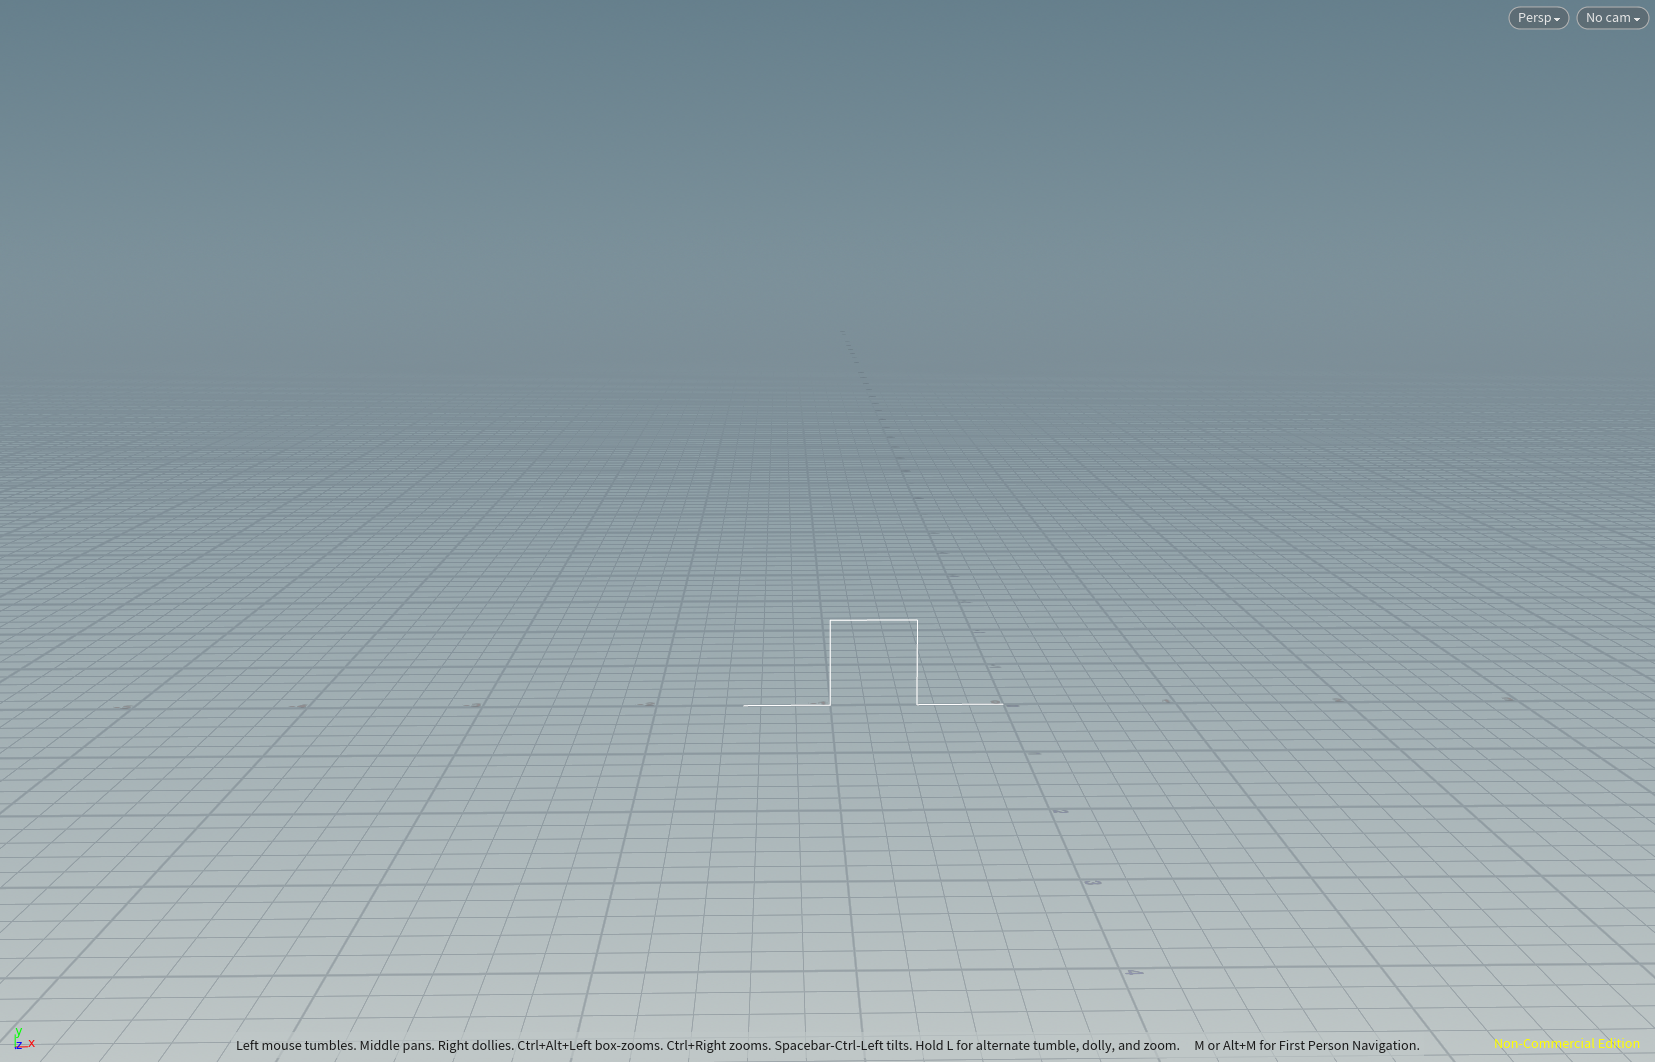 Persp
No cam
y
z x
Left mouse tumbles. Middle pans. Right dollies. Ctrl+Alt+Left box-zooms. Ctrl+Right zooms. Spacebar-Ctrl-Left tilts. Hold L for alternate tumble, dolly, and zoom. M or Alt+M for First Person Navigation.
Non-Commercial Edition